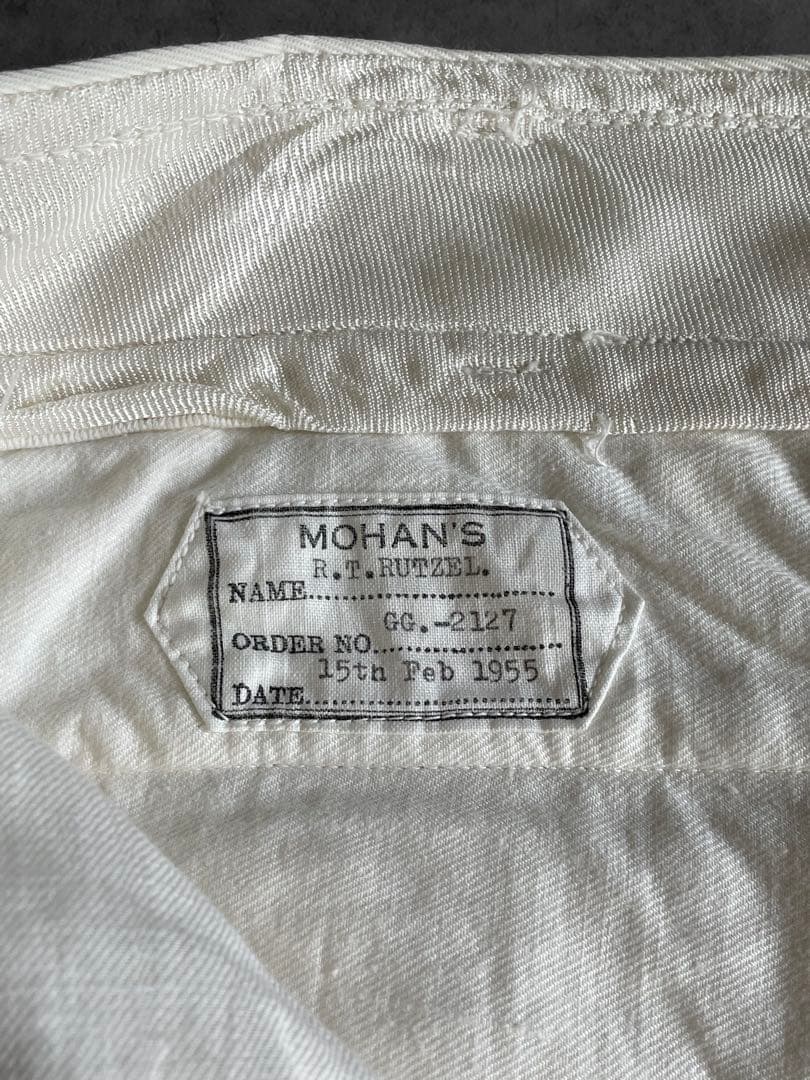 MOHAN'S
R.T.RUTZEL.
NAME
GG.-2127
ORDER NO.
15th Feb 1955
DATE